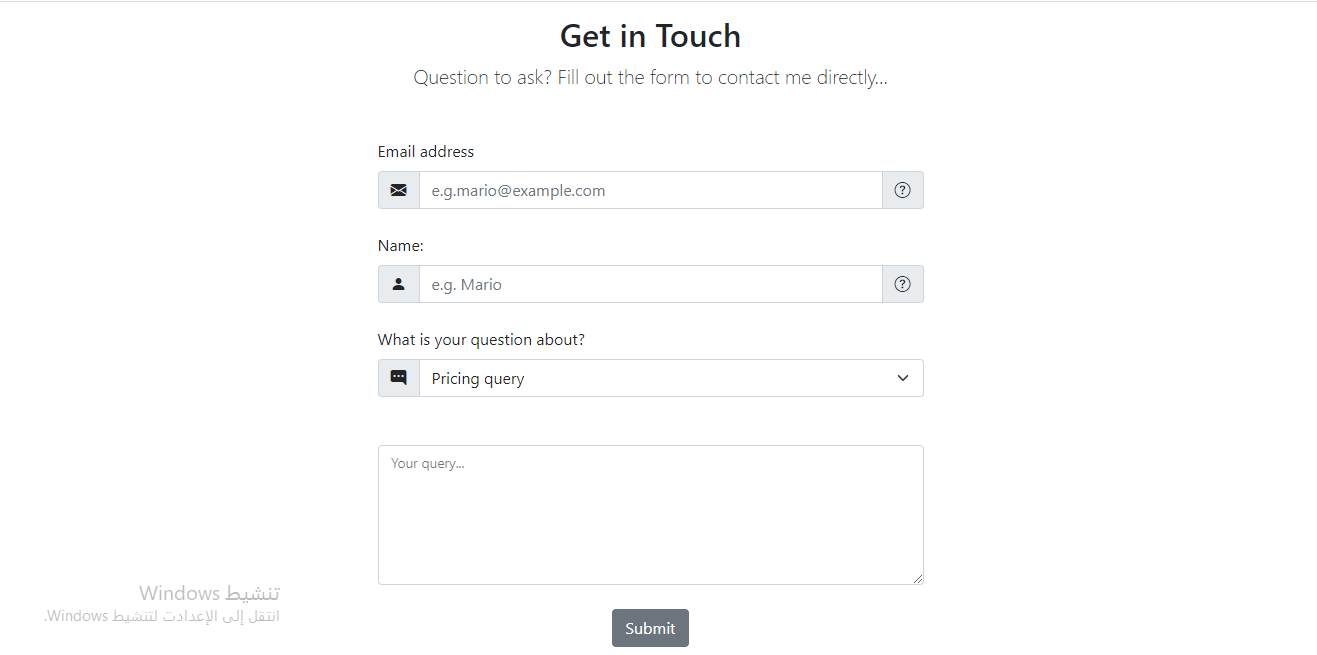 Get in Touch
Question to ask? Fill out the form to contact me directly...
Email address
e.g.mario@example.com
Name:
e.g. Mario
What is your question about?
Pricing query
Your query...
تنشيط Windows
انتقل إلى الإعدادت لتنشيط Windows.
Submit